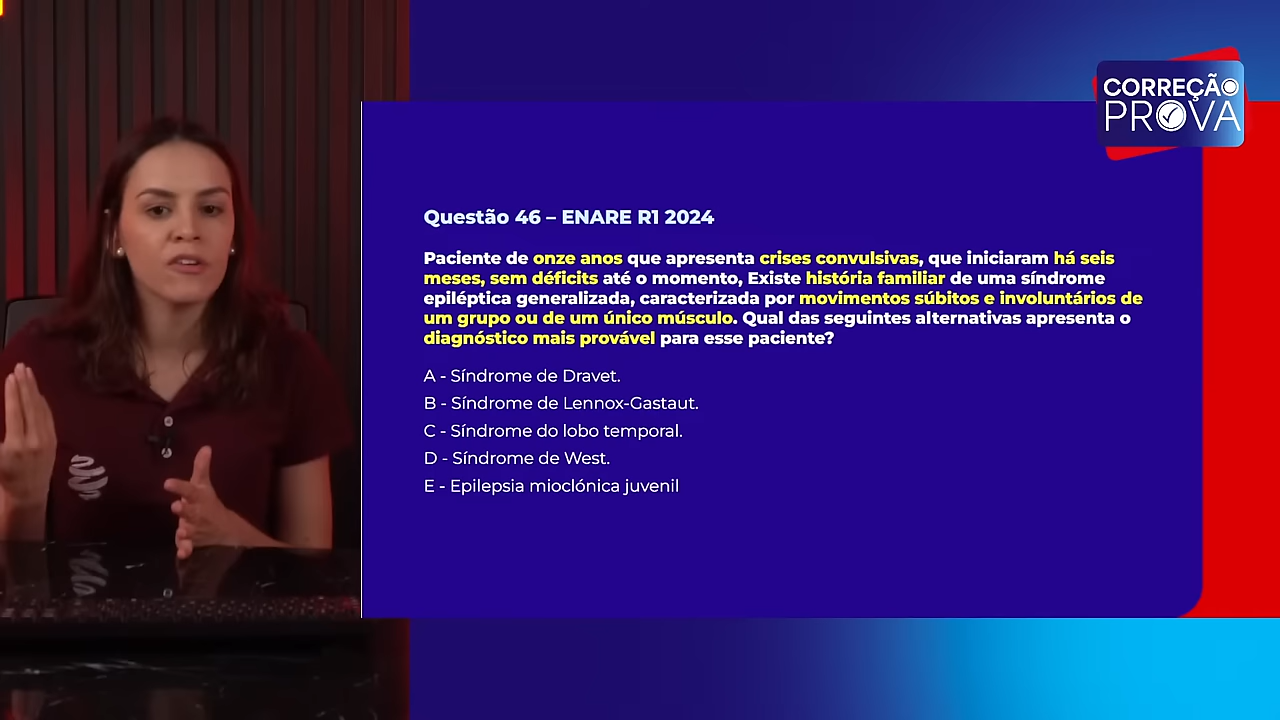 CORREÇÃO
PROVA
Questão 46 – ENARE R1 2024
Paciente de onze anos que apresenta crises convulsivas, que iniciaram há seis
meses, sem déficits até o momento, Existe história familiar de uma síndrome
epiléptica generalizada, caracterizada por movimentos súbitos e involuntários de
um grupo ou de um único músculo. Qual das seguintes alternativas apresenta o
diagnóstico mais provável para esse paciente?
A - Síndrome de Dravet.
B - Síndrome de Lennox-Gastaut.
C - Síndrome do lobo temporal.
D - Síndrome de West.
E - Epilepsia mioclónica juvenil